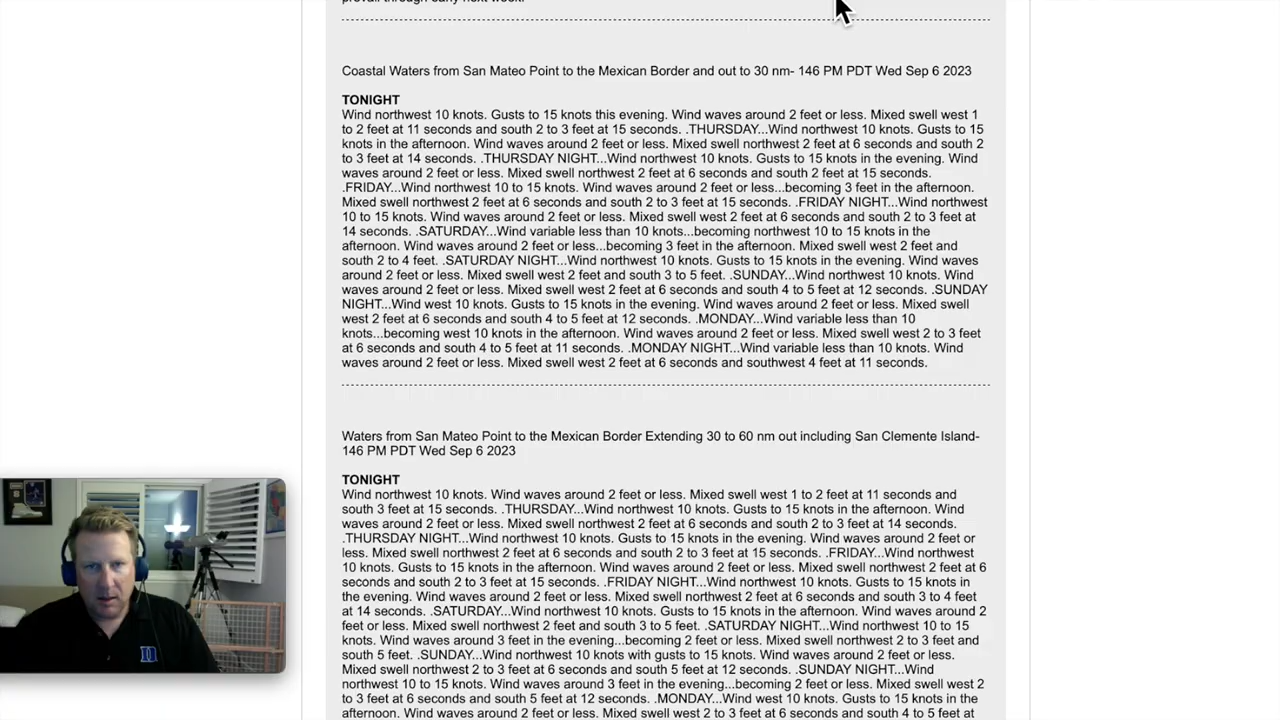 prevail through early next week.
Coastal Waters from San Mateo Point to the Mexican Border and out to 30 nm- 146 PM PDT Wed Sep 6 2023
TONIGHT
Wind northwest 10 knots. Gusts to 15 knots this evening. Wind waves around 2 feet or less. Mixed swell west 1
to 2 feet at 11 seconds and south 2 to 3 feet at 15 seconds. .THURSDAY...Wind northwest 10 knots. Gusts to 15
knots in the afternoon. Wind waves around 2 feet or less. Mixed swell northwest 2 feet at 6 seconds and south 2
to 3 feet at 14 seconds. .THURSDAY NIGHT...Wind northwest 10 knots. Gusts to 15 knots in the evening. Wind
waves around 2 feet or less. Mixed swell northwest 2 feet at 6 seconds and south 2 feet at 15 seconds.
.FRIDAY...Wind northwest 10 to 15 knots. Wind waves around 2 feet or less...becoming 3 feet in the afternoon.
Mixed swell northwest 2 feet at 6 seconds and south 2 to 3 feet at 15 seconds. .FRIDAY NIGHT...Wind northwest
10 to 15 knots. Wind waves around 2 feet or less. Mixed swell west 2 feet at 6 seconds and south 2 to 3 feet at
14 seconds. .SATURDAY...Wind variable less than 10 knots...becoming northwest 10 to 15 knots in the
afternoon. Wind waves around 2 feet or less...becoming 3 feet in the afternoon. Mixed swell west 2 feet and
south 2 to 4 feet. .SATURDAY NIGHT...Wind northwest 10 knots. Gusts to 15 knots in the evening. Wind waves
around 2 feet or less. Mixed swell west 2 feet and south 3 to 5 feet. .SUNDAY...Wind northwest 10 knots. Wind
waves around 2 feet or less. Mixed swell west 2 feet at 6 seconds and south 4 to 5 feet at 12 seconds. .SUNDAY
NIGHT...Wind west 10 knots. Gusts to 15 knots in the evening. Wind waves around 2 feet or less. Mixed swell
west 2 feet at 6 seconds and south 4 to 5 feet at 12 seconds. .MONDAY...Wind variable less than 10
knots...becoming west 10 knots in the afternoon. Wind waves around 2 feet or less. Mixed swell west 2 to 3 feet
at 6 seconds and south 4 to 5 feet at 11 seconds. .MONDAY NIGHT...Wind variable less than 10 knots. Wind
waves around 2 feet or less. Mixed swell west 2 feet at 6 seconds and southwest 4 feet at 11 seconds.
Waters from San Mateo Point to the Mexican Border Extending 30 to 60 nm out including San Clemente Island-
146 PM PDT Wed Sep 6 2023
TONIGHT
Wind northwest 10 knots. Wind waves around 2 feet or less. Mixed swell west 1 to 2 feet at 11 seconds and
south 3 feet at 15 seconds. .THURSDAY...Wind northwest 10 knots. Gusts to 15 knots in the afternoon. Wind
waves around 2 feet or less. Mixed swell northwest 2 feet at 6 seconds and south 2 to 3 feet at 14 seconds.
.THURSDAY NIGHT...Wind northwest 10 knots. Gusts to 15 knots in the evening. Wind waves around 2 feet or
less. Mixed swell northwest 2 feet at 6 seconds and south 2 to 3 feet at 15 seconds. .FRIDAY...Wind northwest
10 knots. Gusts to 15 knots in the afternoon. Wind waves around 2 feet or less. Mixed swell northwest 2 feet at 6
seconds and south 2 to 3 feet at 15 seconds. .FRIDAY NIGHT...Wind northwest 10 knots. Gusts to 15 knots in
the evening. Wind waves around 2 feet or less. Mixed swell northwest 2 feet at 6 seconds and south 3 to 4 feet
at 14 seconds. .SATURDAY...Wind northwest 10 knots. Gusts to 15 knots in the afternoon. Wind waves around 2
feet or less. Mixed swell northwest 2 feet and south 3 to 5 feet. .SATURDAY NIGHT...Wind northwest 10 to 15
knots. Wind waves around 3 feet in the evening...becoming 2 feet or less. Mixed swell northwest 2 to 3 feet and
south 5 feet. .SUNDAY...Wind northwest 10 knots with gusts to 15 knots. Wind waves around 2 feet or less.
Mixed swell northwest 2 to 3 feet at 6 seconds and south 5 feet at 12 seconds. .SUNDAY NIGHT...Wind
northwest 10 to 15 knots. Wind waves around 3 feet in the evening...becoming 2 feet or less. Mixed swell west 2
to 3 feet at 6 seconds and south 5 feet at 12 seconds. .MONDAY...Wind west 10 knots. Gusts to 15 knots in the
afternoon. Wind waves around 2 feet or less. Mixed swell west 2 to 3 feet at 6 seconds and south 4 to 5 feet at